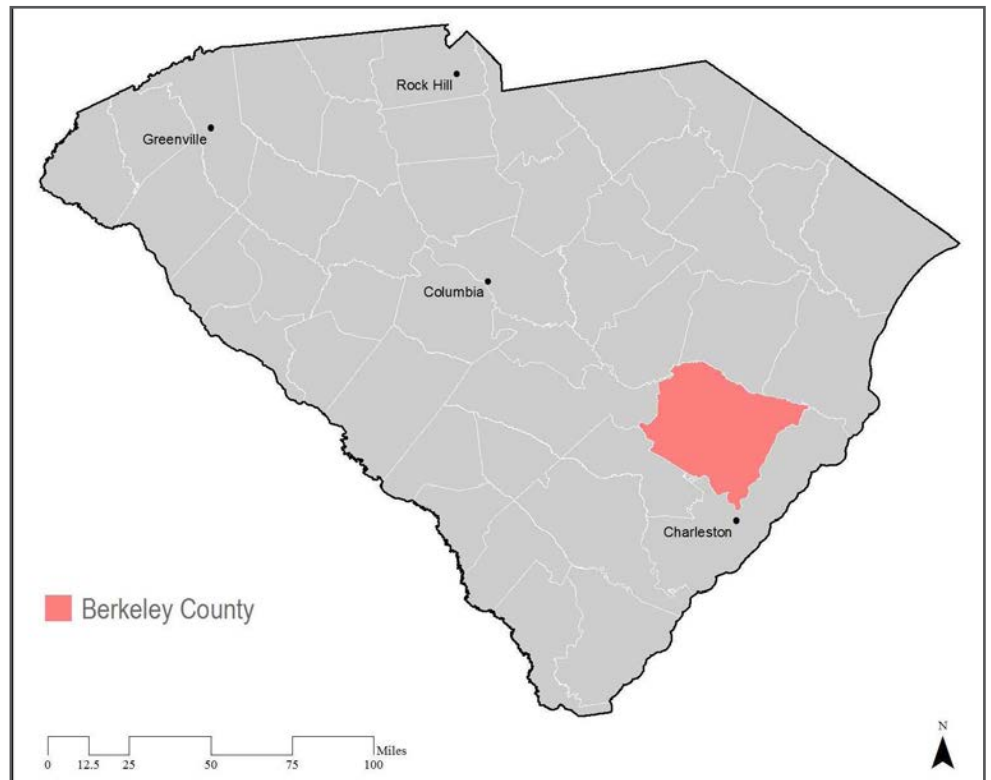 Rock Hill
Greenville
Columbia
Charleston
Berkeley County
N
Miles
0 12.5 25 50 75 100